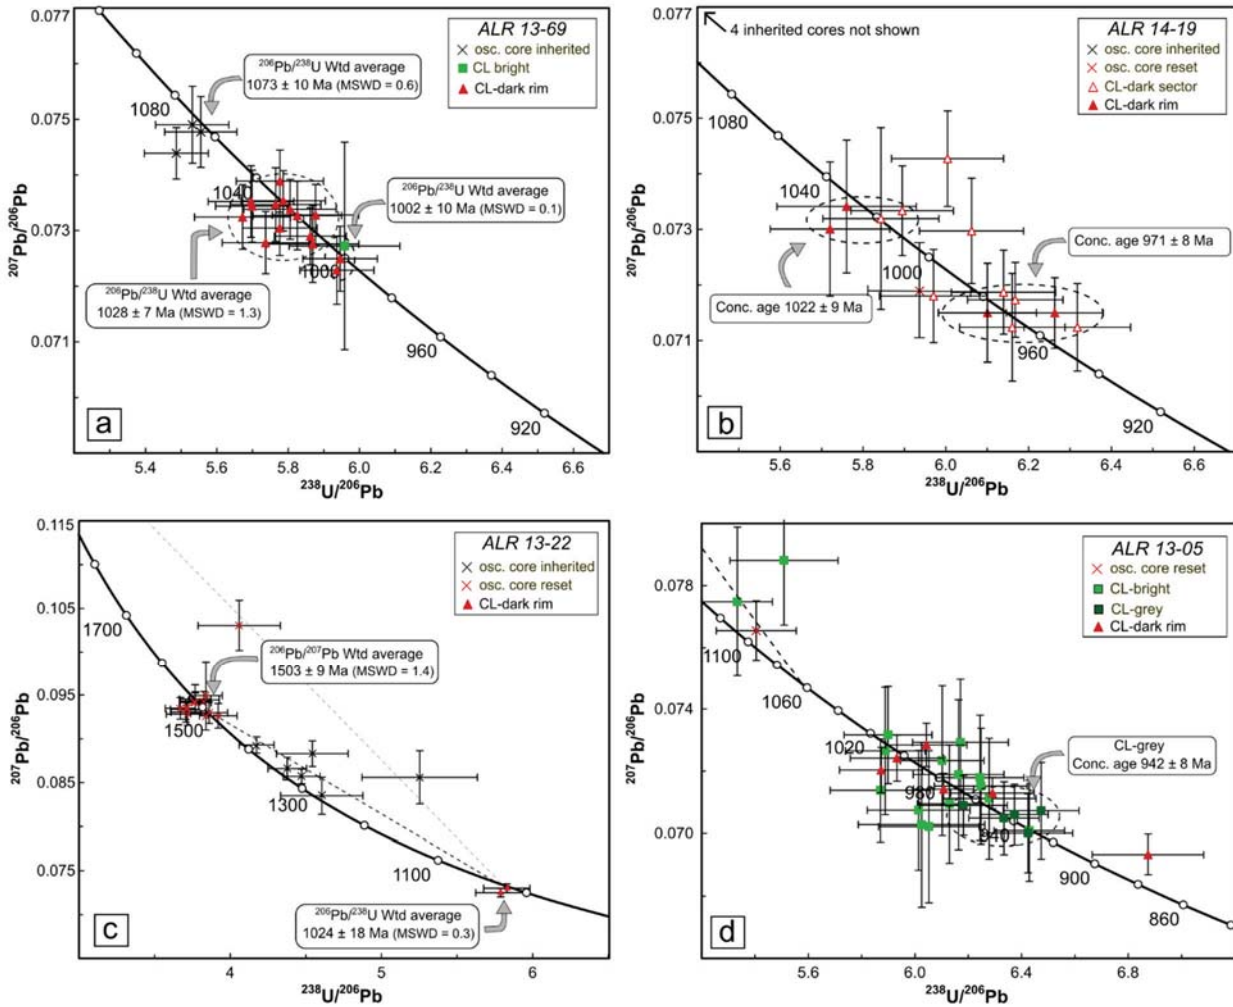 ALR 13-69
osc. core inherited
CL bright
CL-dark rim
206Pb/238U Wtd average
1073 ± 10 Ma (MSWD = 0.6)
206Pb/238U Wtd average
1002 ± 10 Ma (MSWD = 0.1)
206Pb/238U Wtd average
1028 ± 7 Ma (MSWD = 1.3)
1080
1040
1000
960
920
0.077
0.075
0.073
0.071
207Pb/206Pb
5.4 5.6 5.8 6.0 6.2 6.4 6.6
238U/206Pb
a
4 inherited cores not shown
ALR 14-19
osc. core inherited
osc. core reset
CL-dark sector
CL-dark rim
Conc. age 971 ± 8 Ma
Conc. age 1022 ± 9 Ma
1080
1040
1000
960
920
0.077
0.075
0.073
0.071
207Pb/206Pb
5.6 5.8 6.0 6.2 6.4 6.6
238U/206Pb
b
ALR 13-22
osc. core inherited
osc. core reset
CL-dark rim
206Pb/207Pb Wtd average
1503 ± 9 Ma (MSWD = 1.4)
206Pb/238U Wtd average
1024 ± 18 Ma (MSWD = 0.3)
1700
1500
1300
1100
0.115
0.105
0.095
0.085
0.075
207Pb/206Pb
4 5 6
238U/206Pb
c
ALR 13-05
osc. core reset
CL-bright
CL-grey
CL-dark rim
CL-grey
Conc. age 942 ± 8 Ma
1100
1060
1020
980
940
900
860
0.078
0.074
0.070
207Pb/206Pb
5.6 6.0 6.4 6.8
238U/206Pb
d